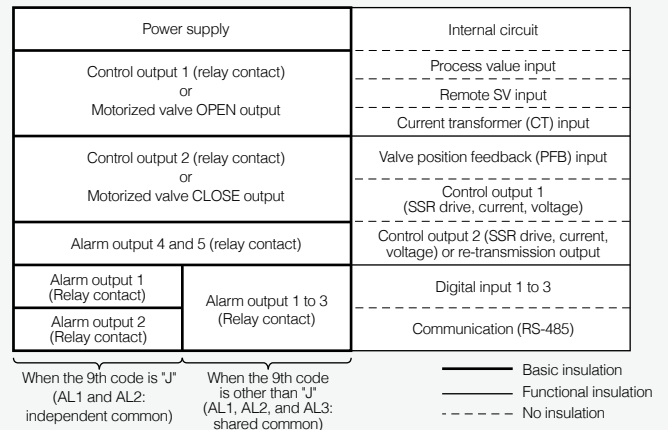 Power supply
Control output 1 (relay contact)
or
Motorized valve OPEN output
Control output 2 (relay contact)
or
Motorized valve CLOSE output
Alarm output 4 and 5 (relay contact)
Alarm output 1
(Relay contact)
Alarm output 2
(Relay contact)
Alarm output 1 to 3
(Relay contact)
Internal circuit
Process value input
Remote SV input
Current transformer (CT) input
Valve position feedback (PFB) input
Control output 1
(SSR drive, current, voltage)
Control output 2 (SSR drive, current,
voltage) or re-transmission output
Digital input 1 to 3
Communication (RS-485)
When the 9th code is "J"
(AL1 and AL2:
independent common)
When the 9th code
is other than "J"
(AL1, AL2, and AL3:
shared common)
Basic insulation
Functional insulation
No insulation